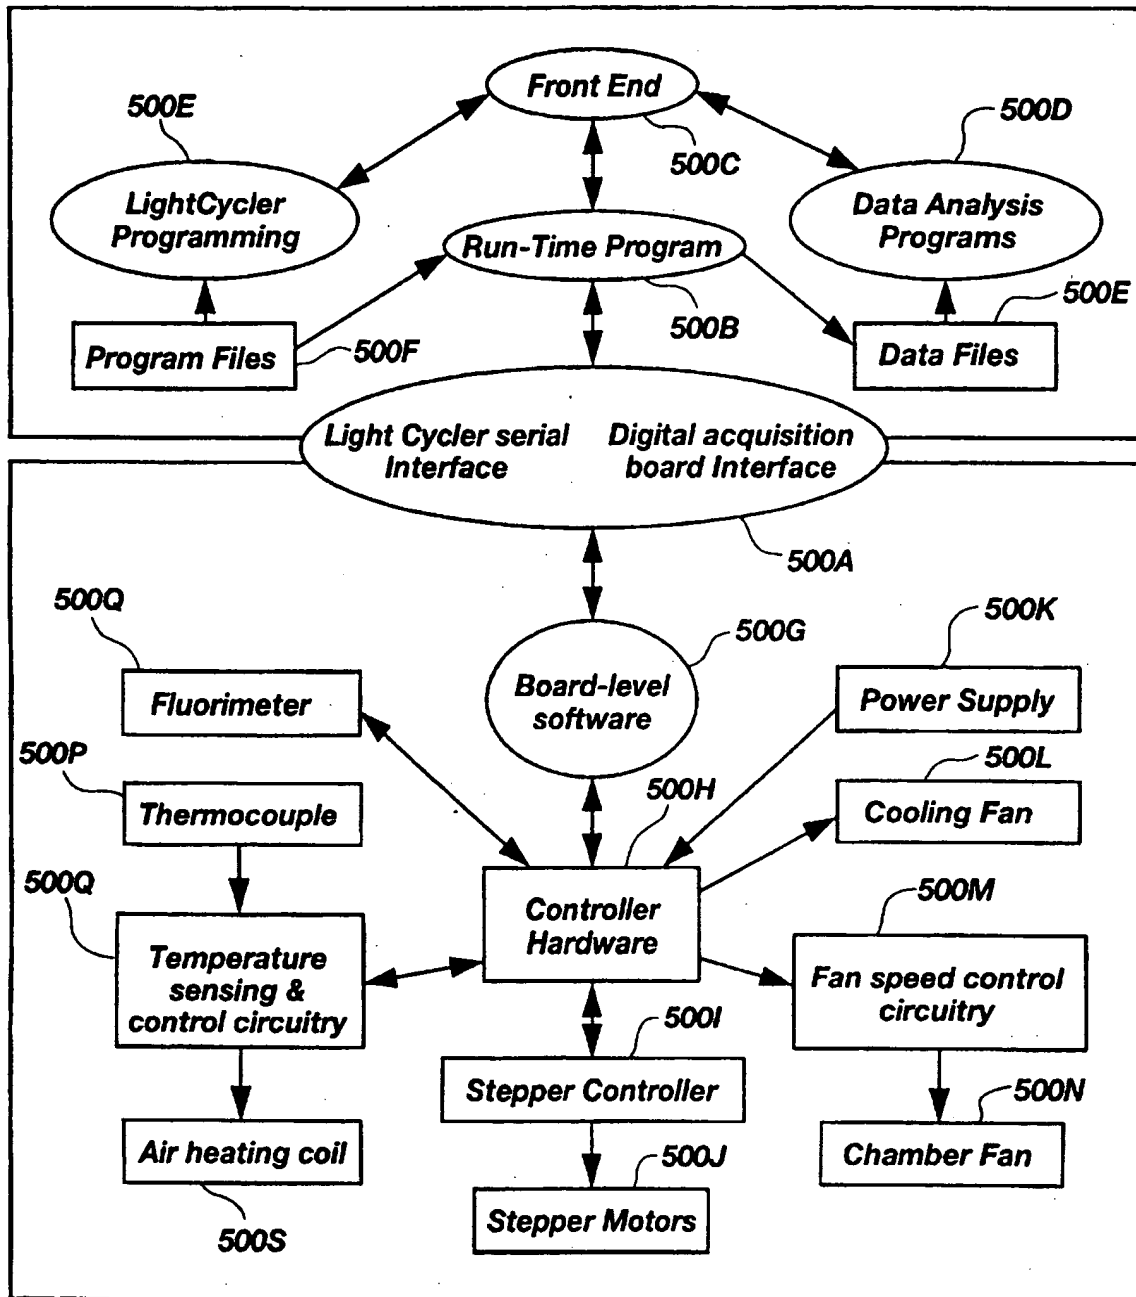 Front End
500C
500E
LightCycler
Programming
500D
Data Analysis
Programs
Run-Time Program
500B
Program Files
500F
500E
Data Files
Light Cycler serial
Interface
Digital acquisition
board Interface
500A
500Q
Fluorimeter
500G
Board-level
software
500K
Power Supply
500P
Thermocouple
500L
Cooling Fan
500H
Controller
Hardware
500Q
Temperature
sensing &
control circuitry
500M
Fan speed control
circuitry
500I
Stepper Controller
500N
Chamber Fan
Air heating coil
500S
500J
Stepper Motors